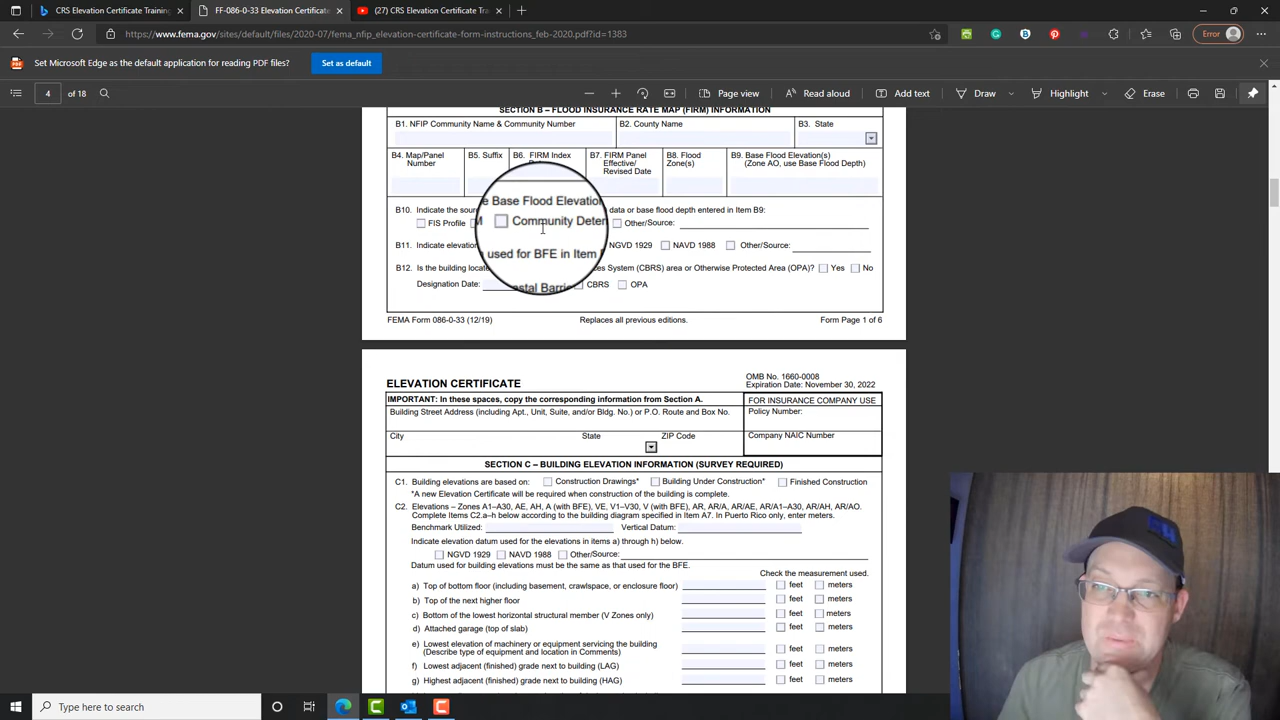 CRS Elevation Certificate Training
FF-086-0-33 Elevation Certificate
(27) CRS Elevation Certificate Tra
https://www.fema.gov/sites/default/files/2020-07/fema_nfip_elevation-certificate-form-instructions_feb-2020.pdf?id=1383
Error
Set Microsoft Edge as the default application for reading PDF files?
Set as default
4 of 18
Page view
Read aloud
Add text
Draw
Highlight
Erase
SECTION B – FLOOD INSURANCE RATE MAP (FIRM) INFORMATION
B1. NFIP Community Name & Community Number
B2. County Name
B3. State
B4. Map/Panel Number
B5. Suffix
B6. FIRM Index
B7. FIRM Panel Effective/ Revised Date
B8. Flood Zone(s)
B9. Base Flood Elevation(s) (Zone AO, use Base Flood Depth)
e Base Flood Elevation
B10. Indicate the sour
data or base flood depth entered in Item B9:
FIS Profile
Community Deter
Other/Source:
B11. Indicate elevation
used for BFE in Item
NGVD 1929
NAVD 1988
Other/Source:
B12. Is the building locate
ces System (CBRS) area or Otherwise Protected Area (OPA)?
Yes
No
Designation Date:
astal Barri
CBRS
OPA
FEMA Form 086-0-33 (12/19)
Replaces all previous editions.
Form Page 1 of 6
ELEVATION CERTIFICATE
OMB No. 1660-0008
Expiration Date: November 30, 2022
IMPORTANT: In these spaces, copy the corresponding information from Section A.
FOR INSURANCE COMPANY USE
Building Street Address (including Apt., Unit, Suite, and/or Bldg. No.) or P.O. Route and Box No.
Policy Number:
City
State
ZIP Code
Company NAIC Number
SECTION C – BUILDING ELEVATION INFORMATION (SURVEY REQUIRED)
C1. Building elevations are based on:
Construction Drawings*
Building Under Construction*
Finished Construction
*A new Elevation Certificate will be required when construction of the building is complete.
C2. Elevations – Zones A1–A30, AE, AH, A (with BFE), VE, V1–V30, V (with BFE), AR, AR/A, AR/AE, AR/A1–A30, AR/AH, AR/AO.
Complete Items C2.a–h below according to the building diagram specified in Item A7. In Puerto Rico only, enter meters.
Benchmark Utilized:
Vertical Datum:
Indicate elevation datum used for the elevations in items a) through h) below.
NGVD 1929
NAVD 1988
Other/Source:
Datum used for building elevations must be the same as that used for the BFE.
Check the measurement used.
a) Top of bottom floor (including basement, crawlspace, or enclosure floor)
feet
meters
b) Top of the next higher floor
feet
meters
c) Bottom of the lowest horizontal structural member (V Zones only)
feet
meters
d) Attached garage (top of slab)
feet
meters
e) Lowest elevation of machinery or equipment servicing the building
(Describe type of equipment and location in Comments)
feet
meters
f) Lowest adjacent (finished) grade next to building (LAG)
feet
meters
g) Highest adjacent (finished) grade next to building (HAG)
feet
meters
Type here to search